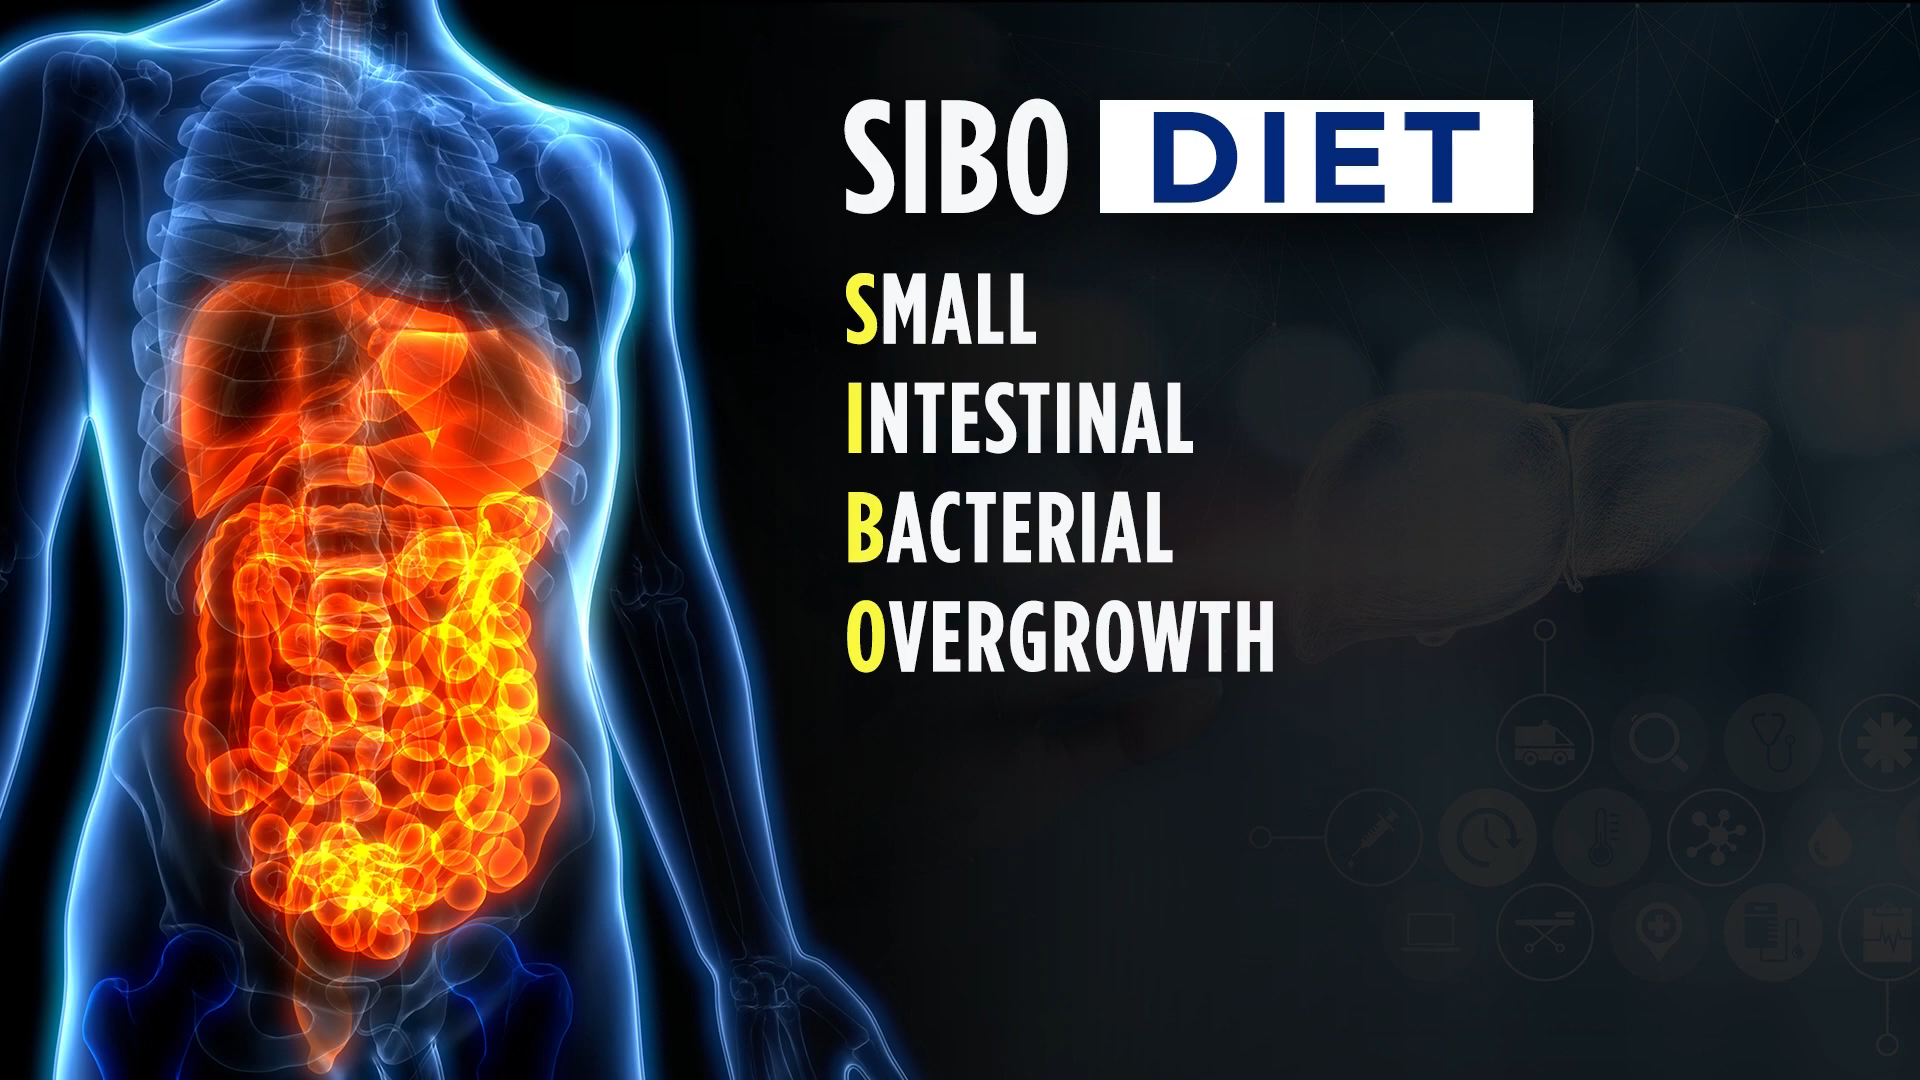 SIBO DIET
SMALL
INTESTINAL
BACTERIAL
OVERGROWTH